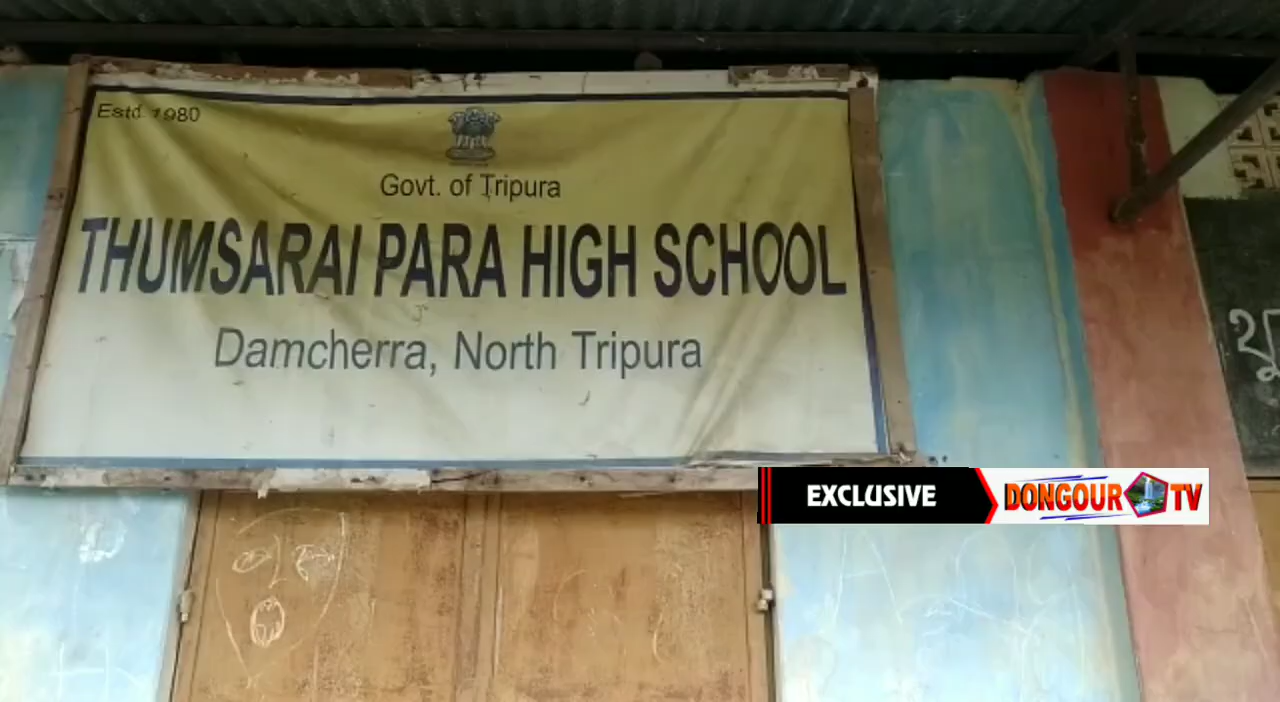 Estd. 1980
Govt. of Tripura
THUMSARAI PARA HIGH SCHOOL
Damcherra, North Tripura
EXCLUSIVE
DONGOUR TV